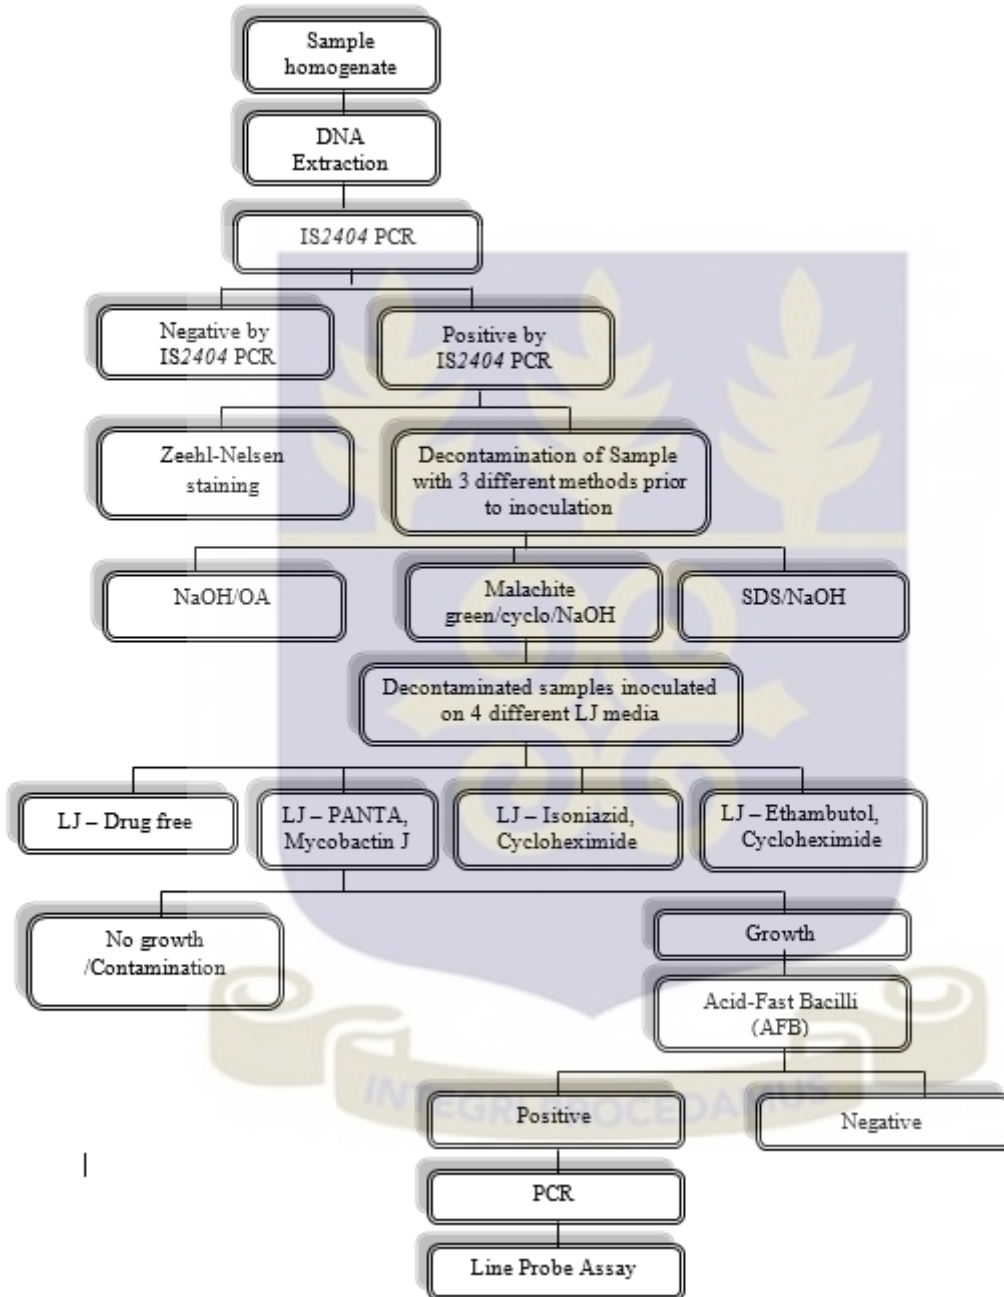 Sample
homogenate
DNA
Extraction
IS2404 PCR
Negative by
IS2404 PCR
Positive by
IS2404 PCR
Zeehl-Nelsen
staining
Decontamination of Sample
with 3 different methods prior
to inoculation
NaOH/OA
Malachite
green/cyclo/NaOH
SDS/NaOH
Decontaminated samples inoculated
on 4 different LJ media
LJ – Drug free
LJ – PANTA,
Mycobactin J
LJ – Isoniazid,
Cycloheximide
LJ – Ethambutol,
Cycloheximide
No growth
/Contamination
Growth
Acid-Fast Bacilli
(AFB)
INTEGRI PROCEDAMUS
Positive
Negative
PCR
Line Probe Assay